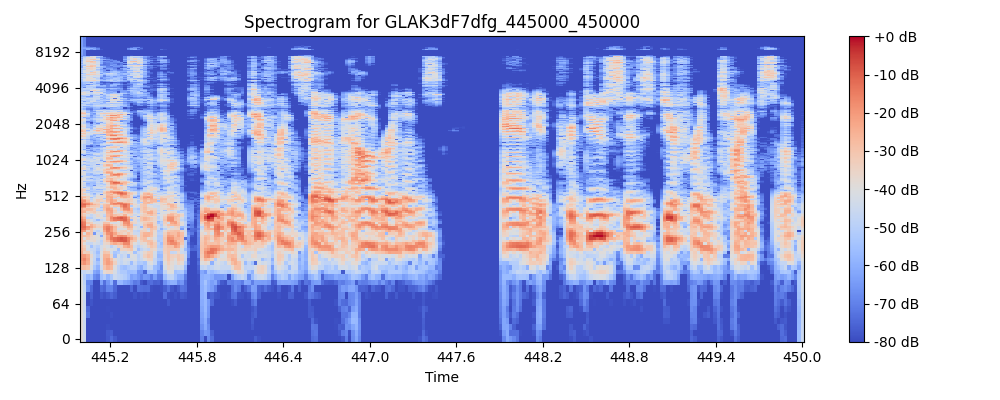 Spectrogram for GLAK3dF7dfg_445000_450000
8192
4096
2048
1024
512
256
128
64
0
Hz
445.2 445.8 446.4 447.0 447.6 448.2 448.8 449.4 450.0
Time
+0 dB
-10 dB
-20 dB
-30 dB
-40 dB
-50 dB
-60 dB
-70 dB
-80 dB